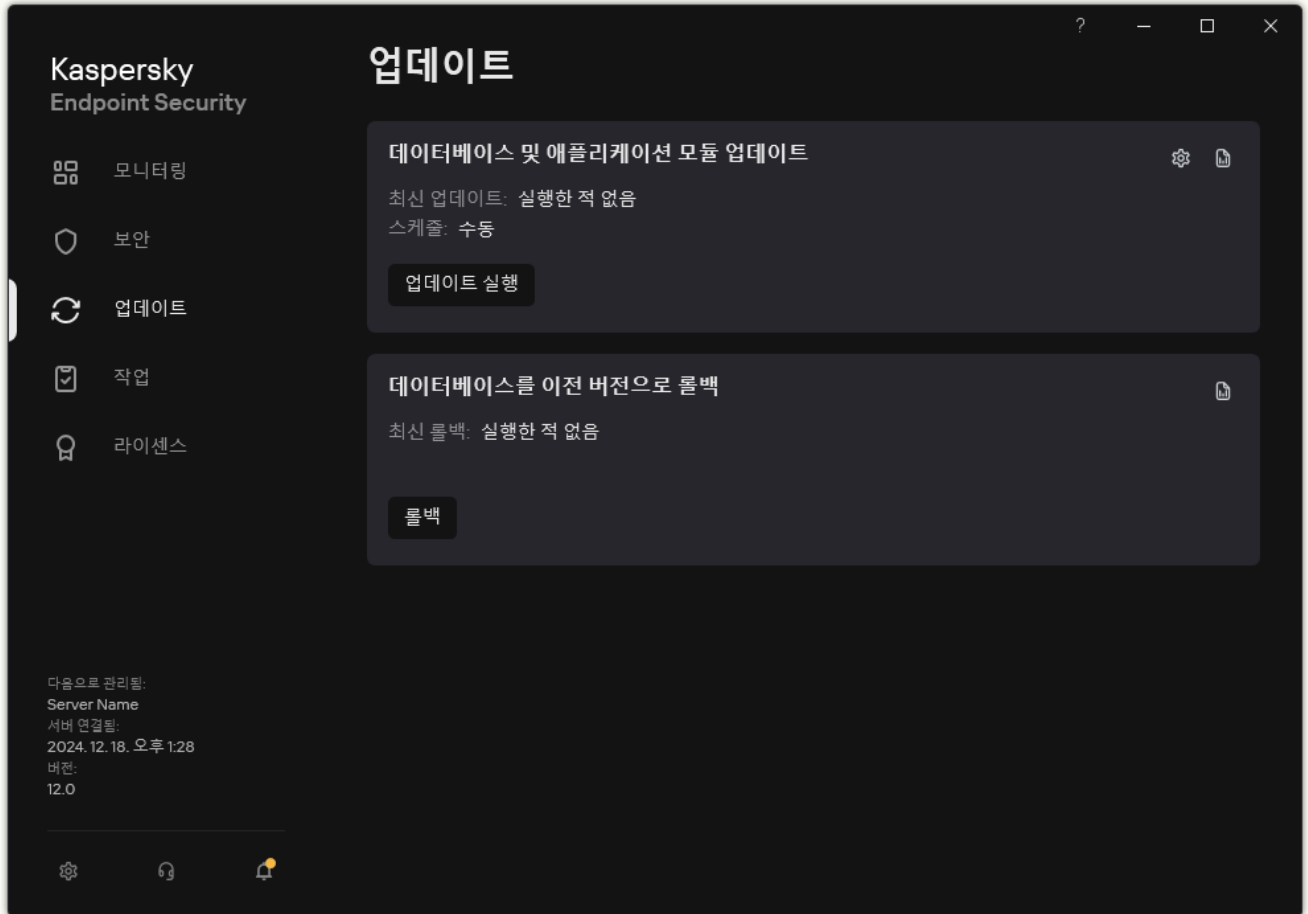 ?
Kaspersky
Endpoint Security
모니터링
보안
업데이트
작업
라이센스
다음으로 관리됨:
Server Name
서버 연결됨:
2024. 12. 18. 오후 1:28
버전:
12.0
업데이트
데이터베이스 및 애플리케이션 모듈 업데이트
최신 업데이트: 실행한 적 없음
스케줄: 수동
업데이트 실행
데이터베이스를 이전 버전으로 롤백
최신 롤백: 실행한 적 없음
롤백